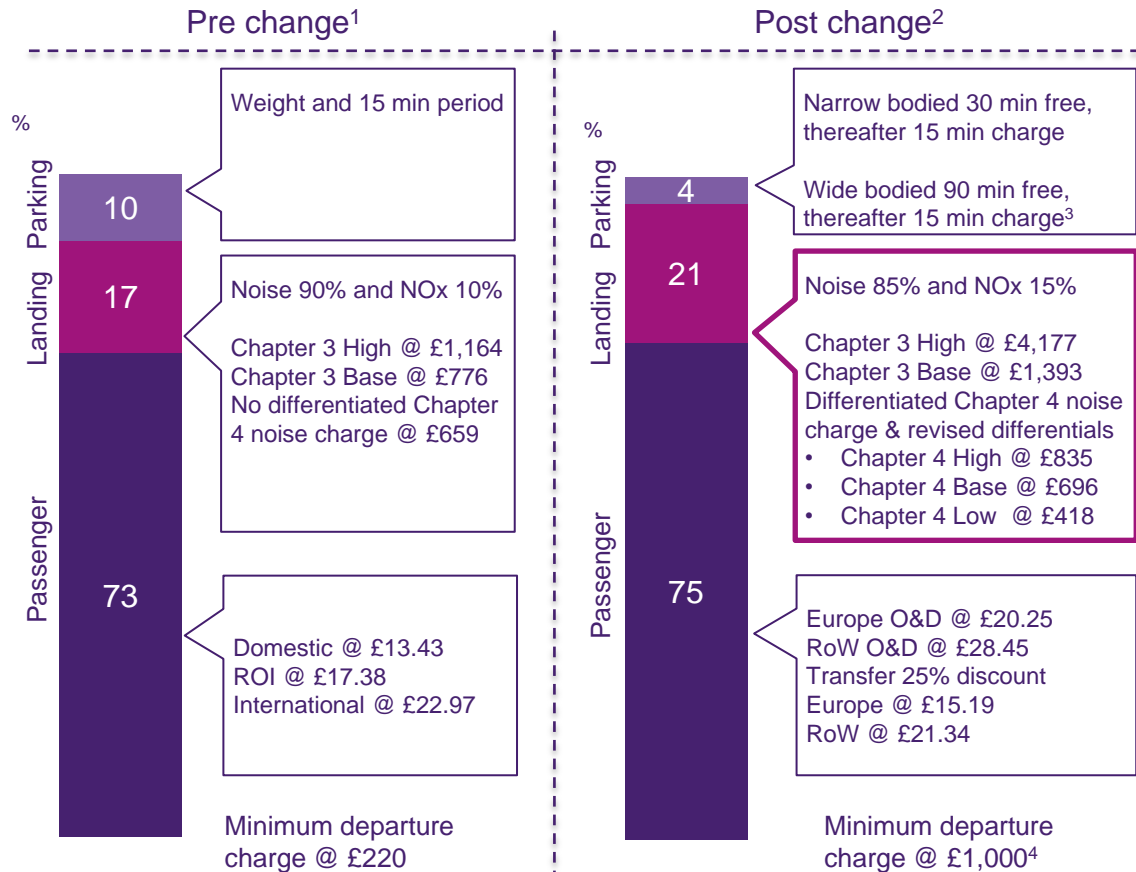 Pre change¹
Post change²
%
Parking
Landing
Passenger
10
17
73
Weight and 15 min period
Noise 90% and NOx 10%
Chapter 3 High @ £1,164
Chapter 3 Base @ £776
No differentiated Chapter
4 noise charge @ £659
Domestic @ £13.43
ROI @ £17.38
International @ £22.97
Minimum departure
charge @ £220
Parking
Landing
Passenger
4
21
75
Narrow bodied 30 min free,
thereafter 15 min charge
Wide bodied 90 min free,
thereafter 15 min charge³
Noise 85% and NOx 15%
Chapter 3 High @ £4,177
Chapter 3 Base @ £1,393
Differentiated Chapter 4 noise
charge & revised differentials
• Chapter 4 High @ £835
• Chapter 4 Base @ £696
• Chapter 4 Low @ £418
Europe O&D @ £20.25
RoW O&D @ £28.45
Transfer 25% discount
Europe @ £15.19
RoW @ £21.34
Minimum departure
charge @ £1,000⁴